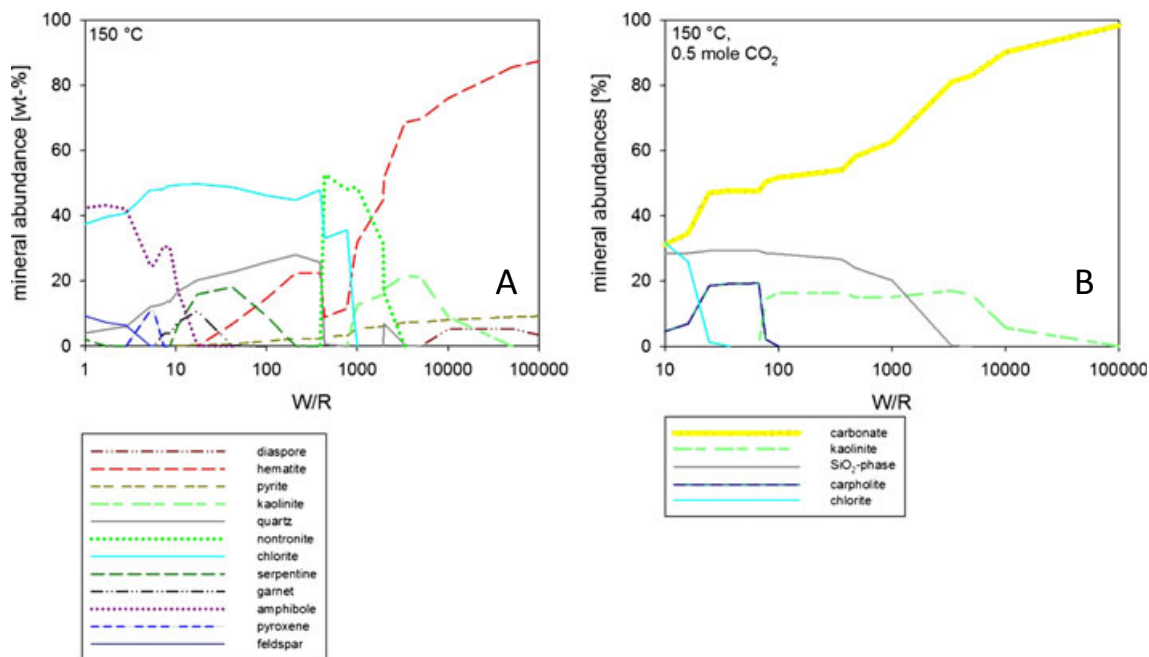 150 °C
A
mineral abundance [wt-%]
100
80
60
40
20
0
1
10
100
1000
10000
100000
W/R
diaspore
hematite
pyrite
kaolinite
quartz
nontronite
chlorite
serpentine
garnet
amphibole
pyroxene
feldspar
150 °C,
0.5 mole CO₂
B
mineral abundances [%]
100
80
60
40
20
0
10
100
1000
10000
100000
W/R
carbonate
kaolinite
SiO₂-phase
carpholite
chlorite